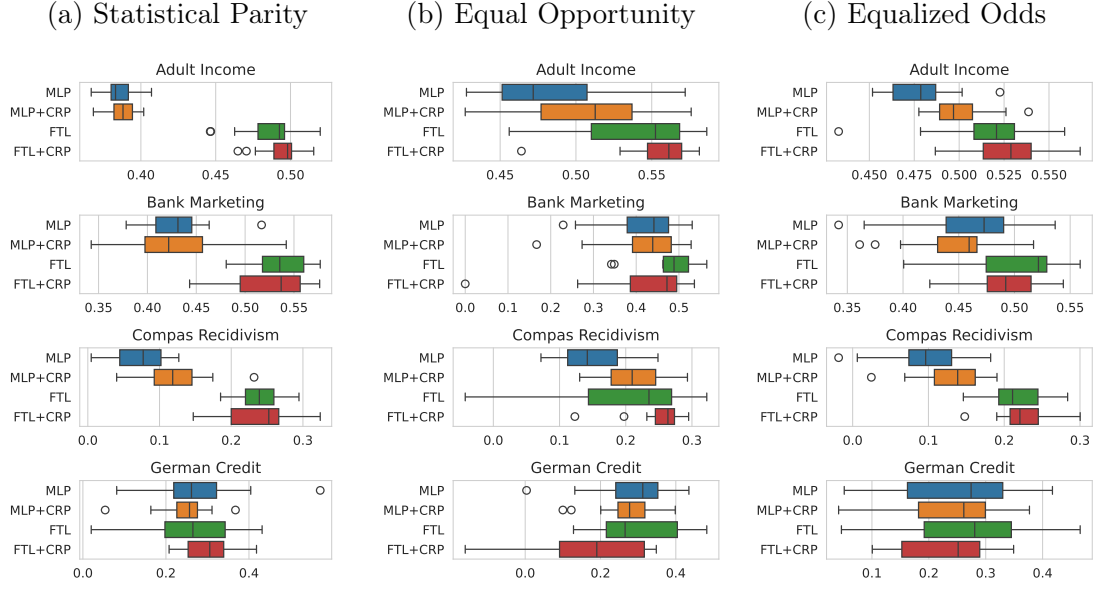 (a) Statistical Parity
Adult Income
MLP
MLP+CRP
FTL
FTL+CRP
0.40 0.45 0.50
Bank Marketing
MLP
MLP+CRP
FTL
FTL+CRP
0.35 0.40 0.45 0.50 0.55
Compas Recidivism
MLP
MLP+CRP
FTL
FTL+CRP
0.0 0.1 0.2 0.3
German Credit
MLP
MLP+CRP
FTL
FTL+CRP
0.0 0.2 0.4
(b) Equal Opportunity
Adult Income
MLP
MLP+CRP
FTL
FTL+CRP
0.45 0.50 0.55
Bank Marketing
MLP
MLP+CRP
FTL
FTL+CRP
0.0 0.1 0.2 0.3 0.4 0.5
Compas Recidivism
MLP
MLP+CRP
FTL
FTL+CRP
0.0 0.1 0.2 0.3
German Credit
MLP
MLP+CRP
FTL
FTL+CRP
0.0 0.2 0.4
(c) Equalized Odds
Adult Income
MLP
MLP+CRP
FTL
FTL+CRP
0.450 0.475 0.500 0.525 0.550
Bank Marketing
MLP
MLP+CRP
FTL
FTL+CRP
0.35 0.40 0.45 0.50 0.55
Compas Recidivism
MLP
MLP+CRP
FTL
FTL+CRP
0.0 0.1 0.2 0.3
German Credit
MLP
MLP+CRP
FTL
FTL+CRP
0.1 0.2 0.3 0.4